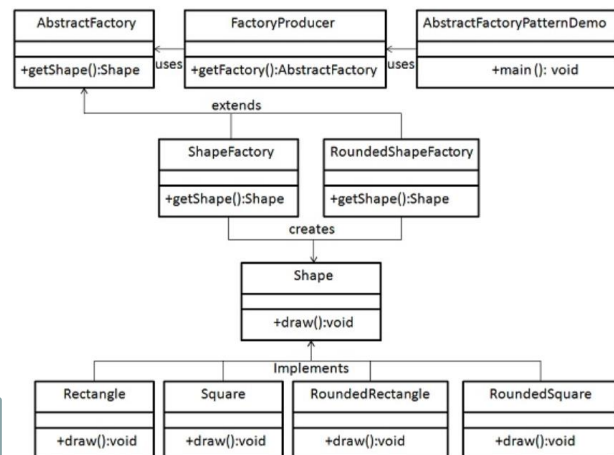 AbstractFactory
+getShape():Shape
uses
FactoryProducer
+getFactory():AbstractFactory
uses
AbstractFactoryPatternDemo
+main(): void
extends
ShapeFactory
+getShape():Shape
RoundedShapeFactory
+getShape():Shape
creates
Shape
+draw():void
Implements
Rectangle
+draw():void
Square
+draw():void
RoundedRectangle
+draw():void
RoundedSquare
+draw():void